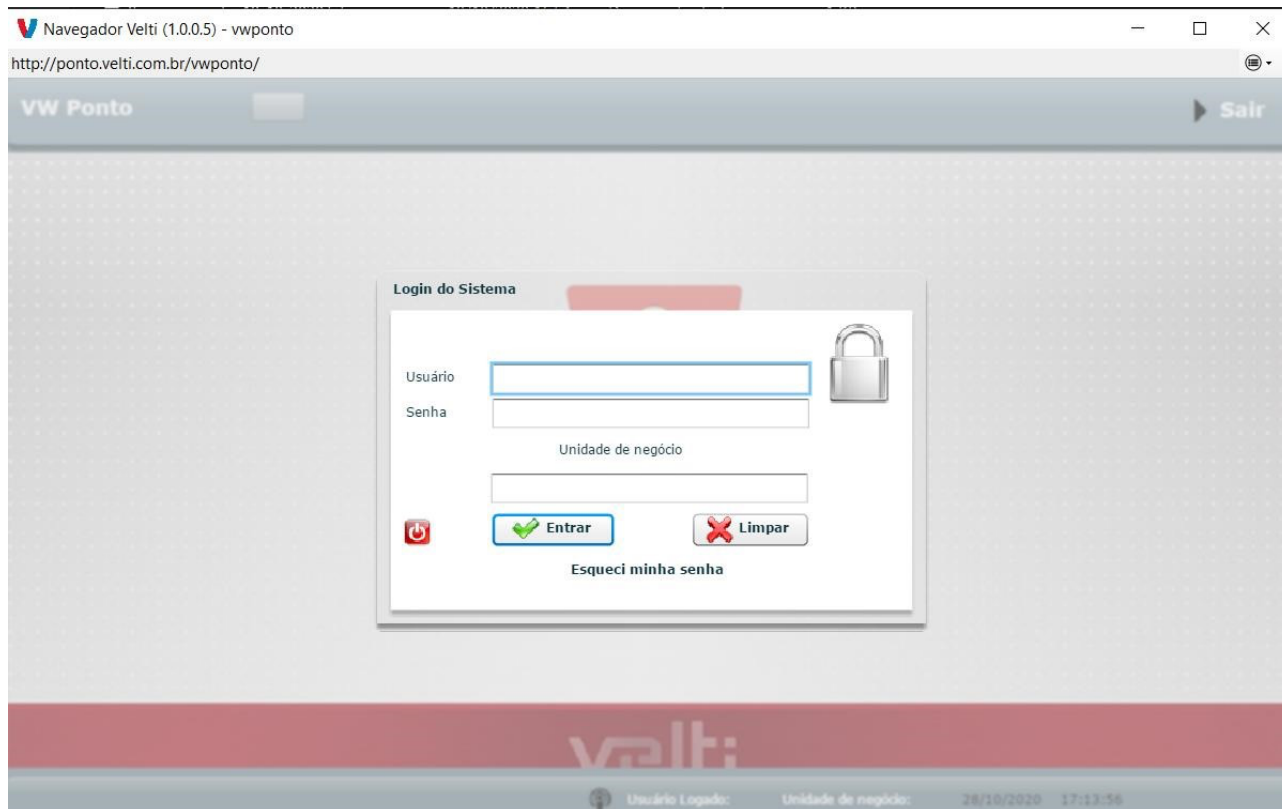 Navegador Velti (1.0.0.5) - vwponto
http://ponto.velti.com.br/vwponto/
VW Ponto
Sair
Login do Sistema
Usuário
Senha
Unidade de negócio
Entrar
Limpar
Esqueci minha senha
velti
Usuário Logado: Unidade de negócio: 28/10/2020 17:13:56